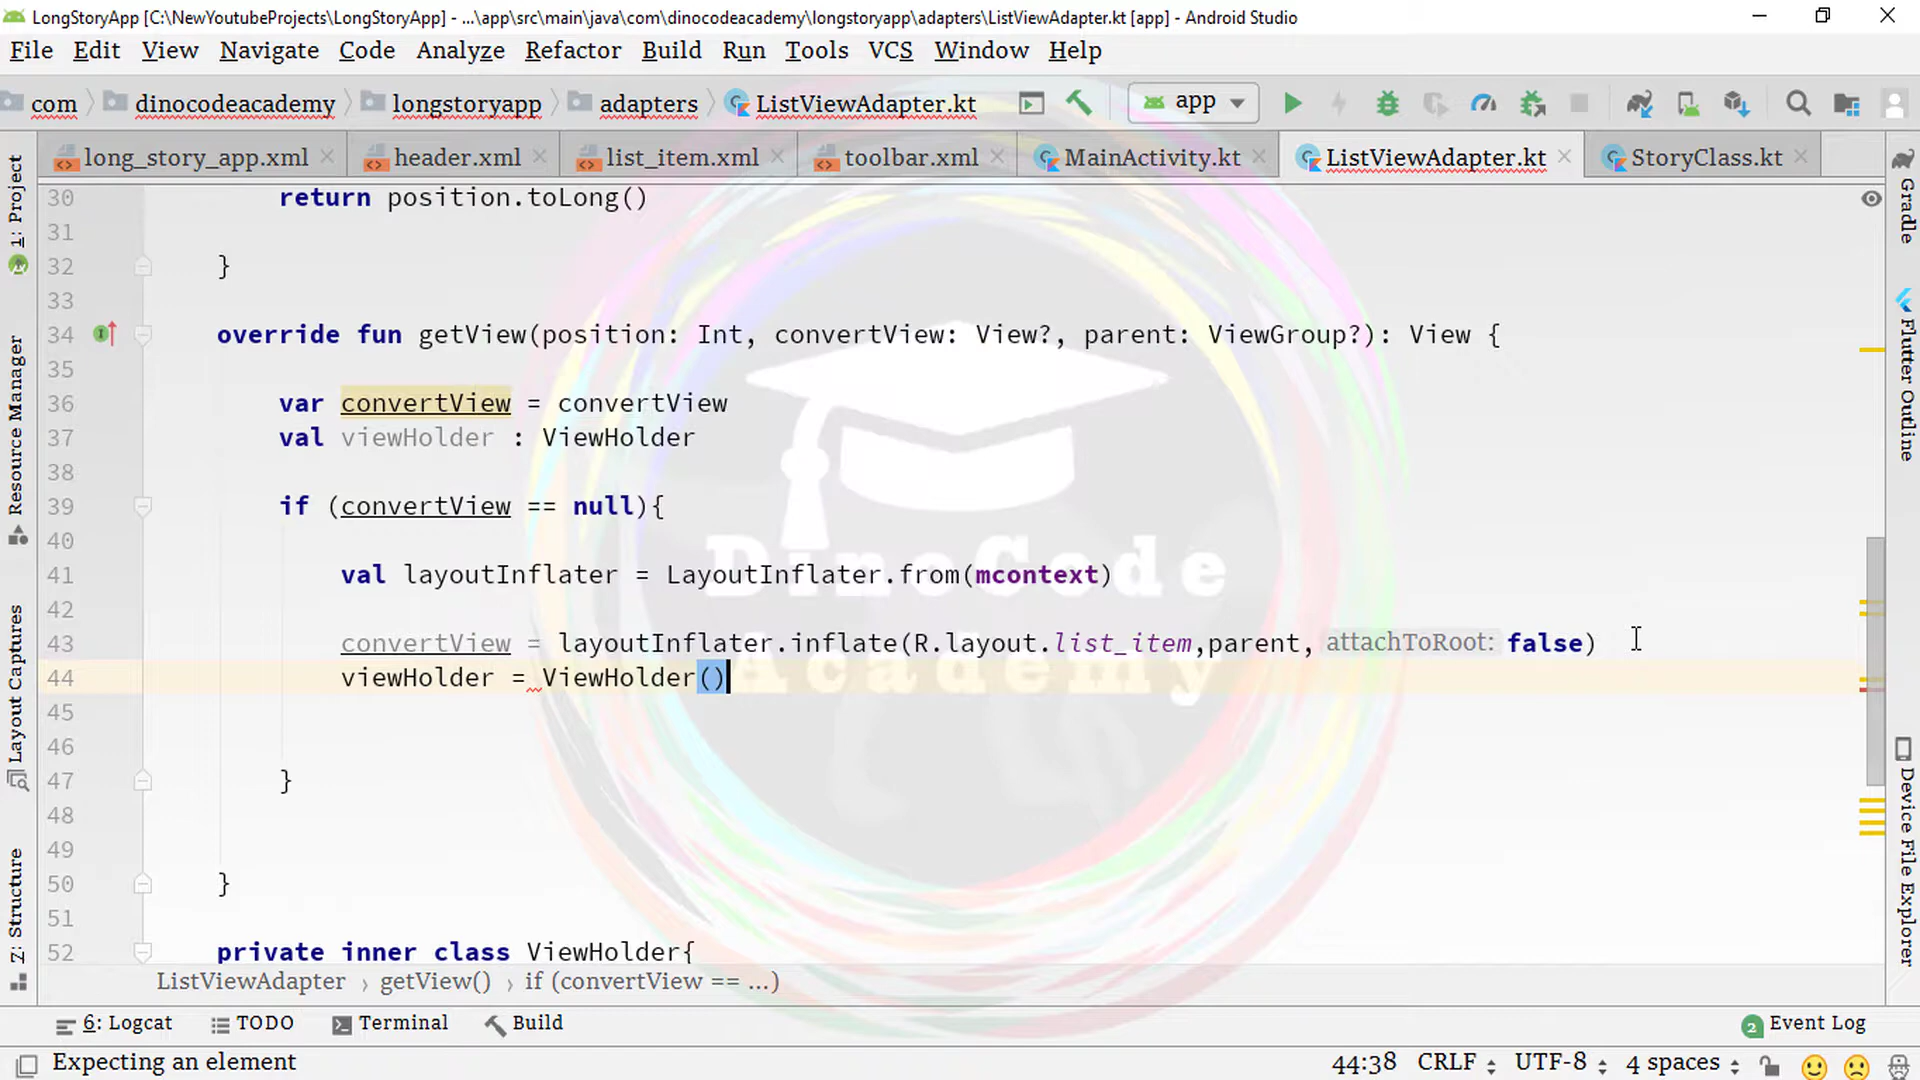 LongStoryApp [C:\NewYoutubeProjects\LongStoryApp] - ...\app\src\main\java\com\dinocodeacademy\longstoryapp\adapters\ListViewAdapter.kt [app] - Android Studio
File Edit View Navigate Code Analyze Refactor Build Run Tools VCS Window Help
com dinocodeacademy longstoryapp adapters ListViewAdapter.kt app
long_story_app.xml header.xml list_item.xml toolbar.xml MainActivity.kt ListViewAdapter.kt StoryClass.kt
1: Project
Resource Manager
Layout Captures
Z: Structure
30 return position.toLong()
31
32 }
33
34 override fun getView(position: Int, convertView: View?, parent: ViewGroup?): View {
35
36 var convertView = convertView
37 val viewHolder : ViewHolder
38
39 if (convertView == null){
40
41 val layoutInflater = LayoutInflater.from(mcontext)
42
43 convertView = layoutInflater.inflate(R.layout.list_item,parent, attachToRoot: false)
44 viewHolder = ViewHolder()
45
46
47 }
48
49
50 }
51
52 private inner class ViewHolder{
DinoCode
Academy
Gradle
Flutter Outline
Device File Explorer
ListViewAdapter › getView() › if (convertView == ...)
6: Logcat TODO Terminal Build 2 Event Log
Expecting an element 44:38 CRLF UTF-8 4 spaces